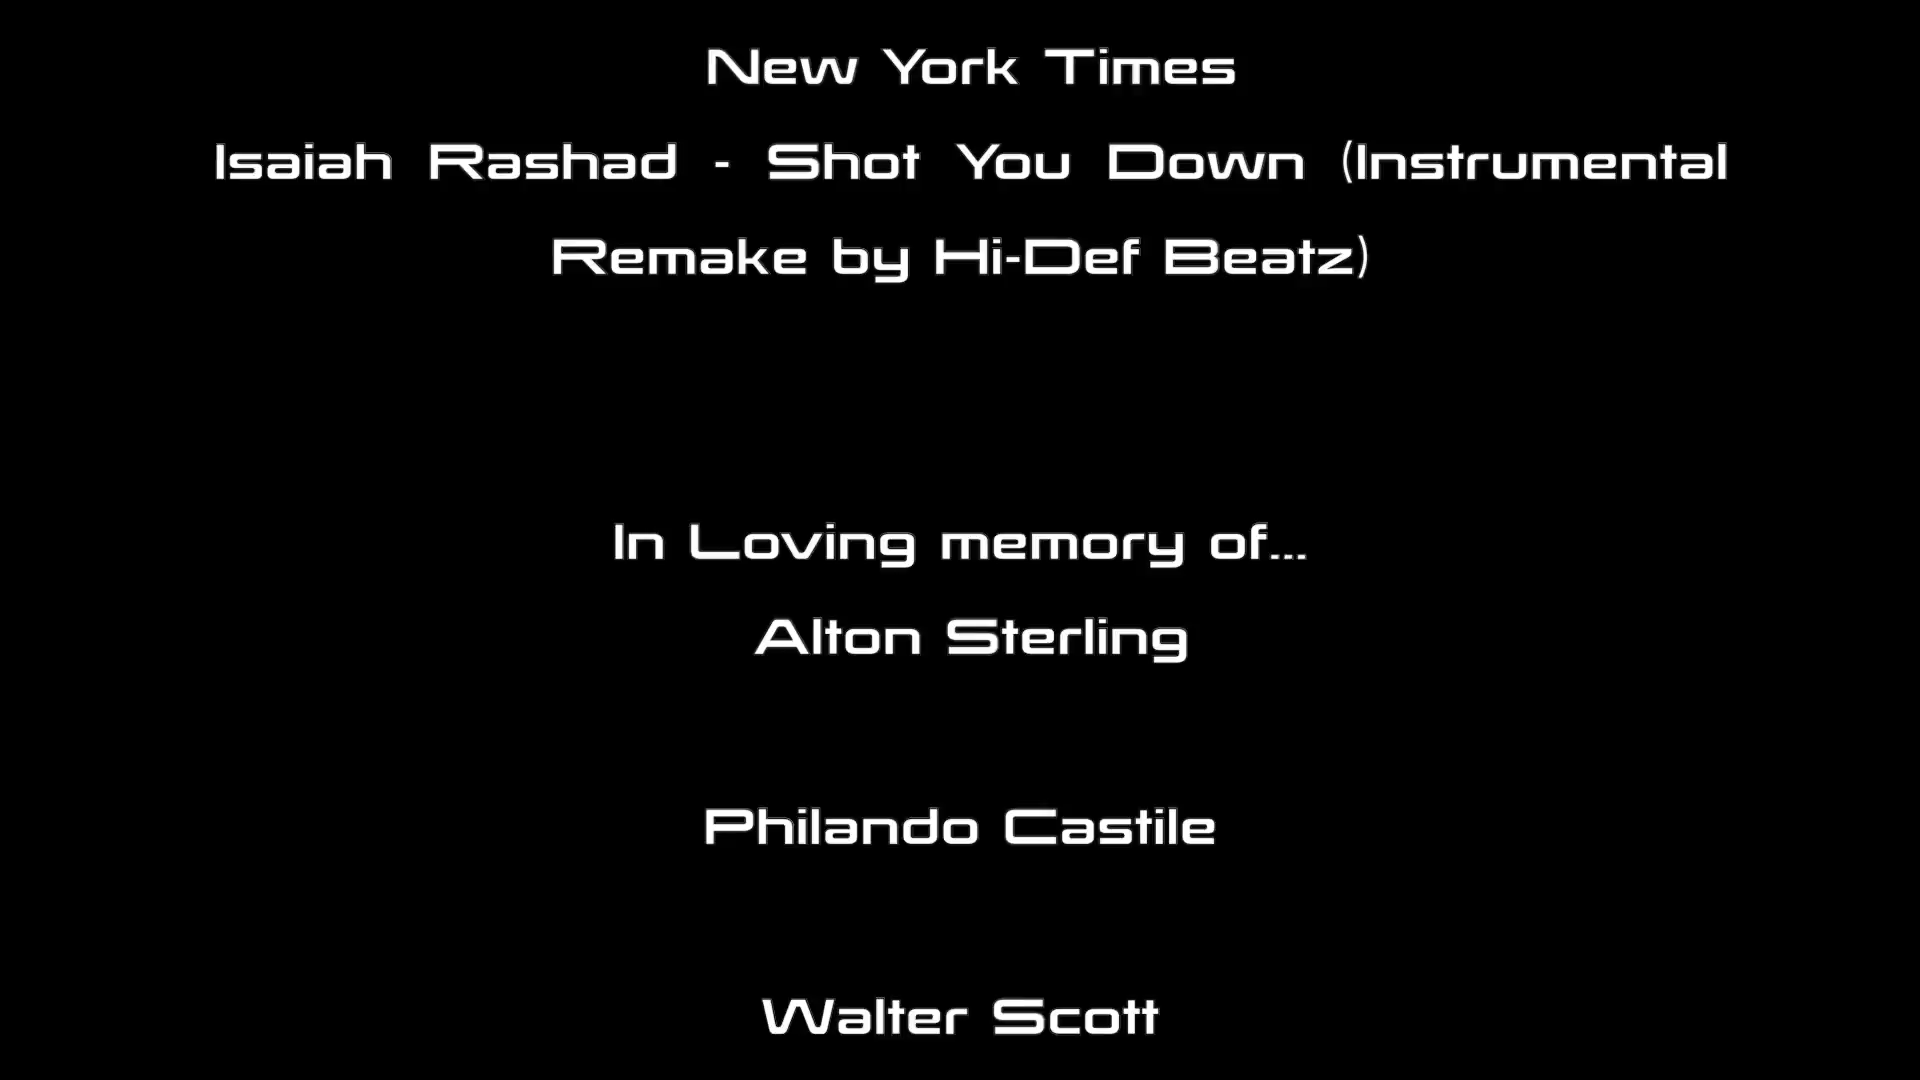 New York Times
Isaiah Rashad - Shot You Down (Instrumental
Remake by Hi-Def Beatz)
In Loving memory of...
Alton Sterling
Philando Castile
Walter Scott